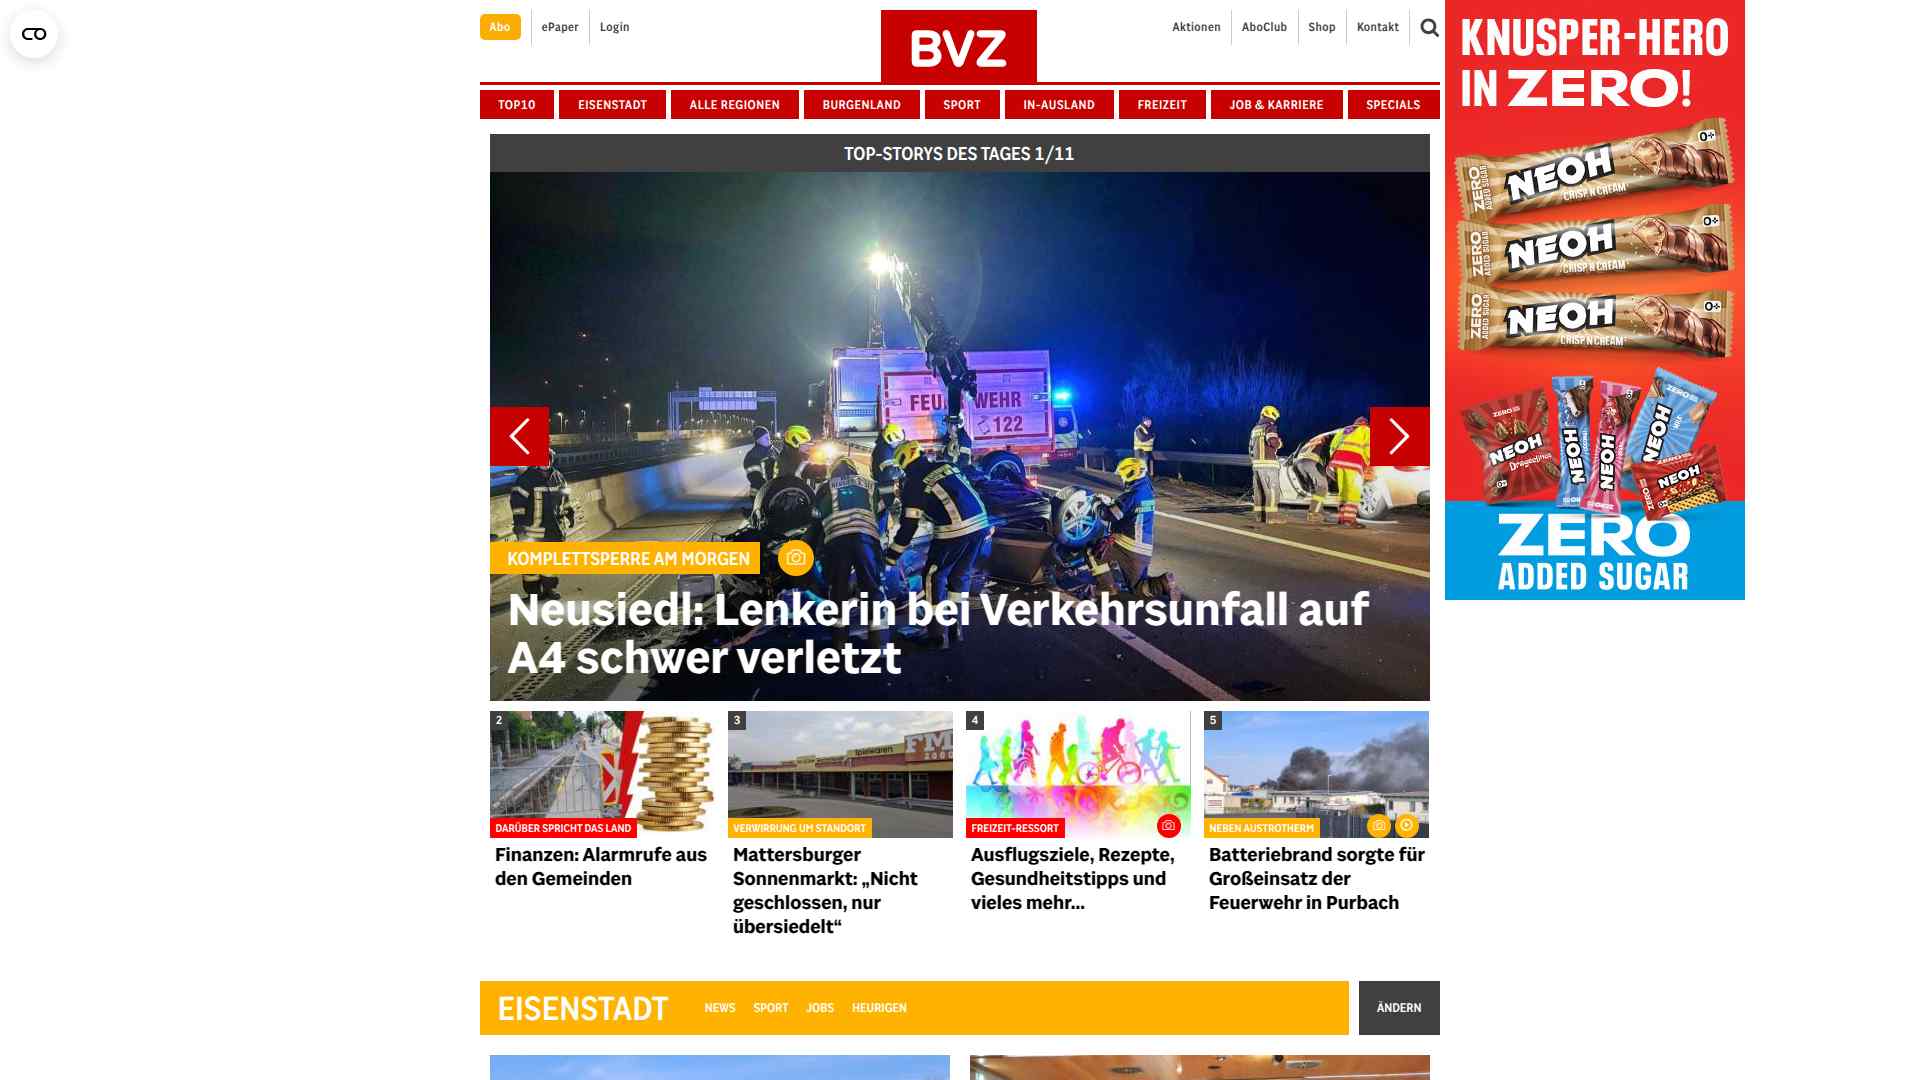 Abo
ePaper
Login
BVZ
Aktionen
AboClub
Shop
Kontakt
TOP10
EISENSTADT
ALLE REGIONEN
BURGENLAND
SPORT
IN-AUSLAND
FREIZEIT
JOB & KARRIERE
SPECIALS
TOP-STORYS DES TAGES 1/11
FEU WEHR
122
KOMPLETTSPERRE AM MORGEN
Neusiedl: Lenkerin bei Verkehrsunfall auf
A4 schwer verletzt
2
DARÜBER SPRICHT DAS LAND
Finanzen: Alarmrufe aus
den Gemeinden
3
Spielwaren
FM
2000
VERWIRRUNG UM STANDORT
Mattersburger
Sonnenmarkt: „Nicht
geschlossen, nur
übersiedelt“
4
FREIZEIT-RESSORT
Ausflugsziele, Rezepte,
Gesundheitstipps und
vieles mehr...
5
NEBEN AUSTROTHERM
Batteriebrand sorgte für
Großeinsatz der
Feuerwehr in Purbach
EISENSTADT
NEWS
SPORT
JOBS
HEURIGEN
ÄNDERN
KNUSPER-HERO
IN ZERO!
ZERO
ADDED SUGAR
NEOH
CRISP N CREAM
ZERO
ADDED SUGAR
NEOH
CRISP N CREAM
ZERO
ADDED SUGAR
NEOH
CRISP N CREAM
NEOH
NEOH
NEOH
NEOH
NEOH
ZERO
ADDED SUGAR